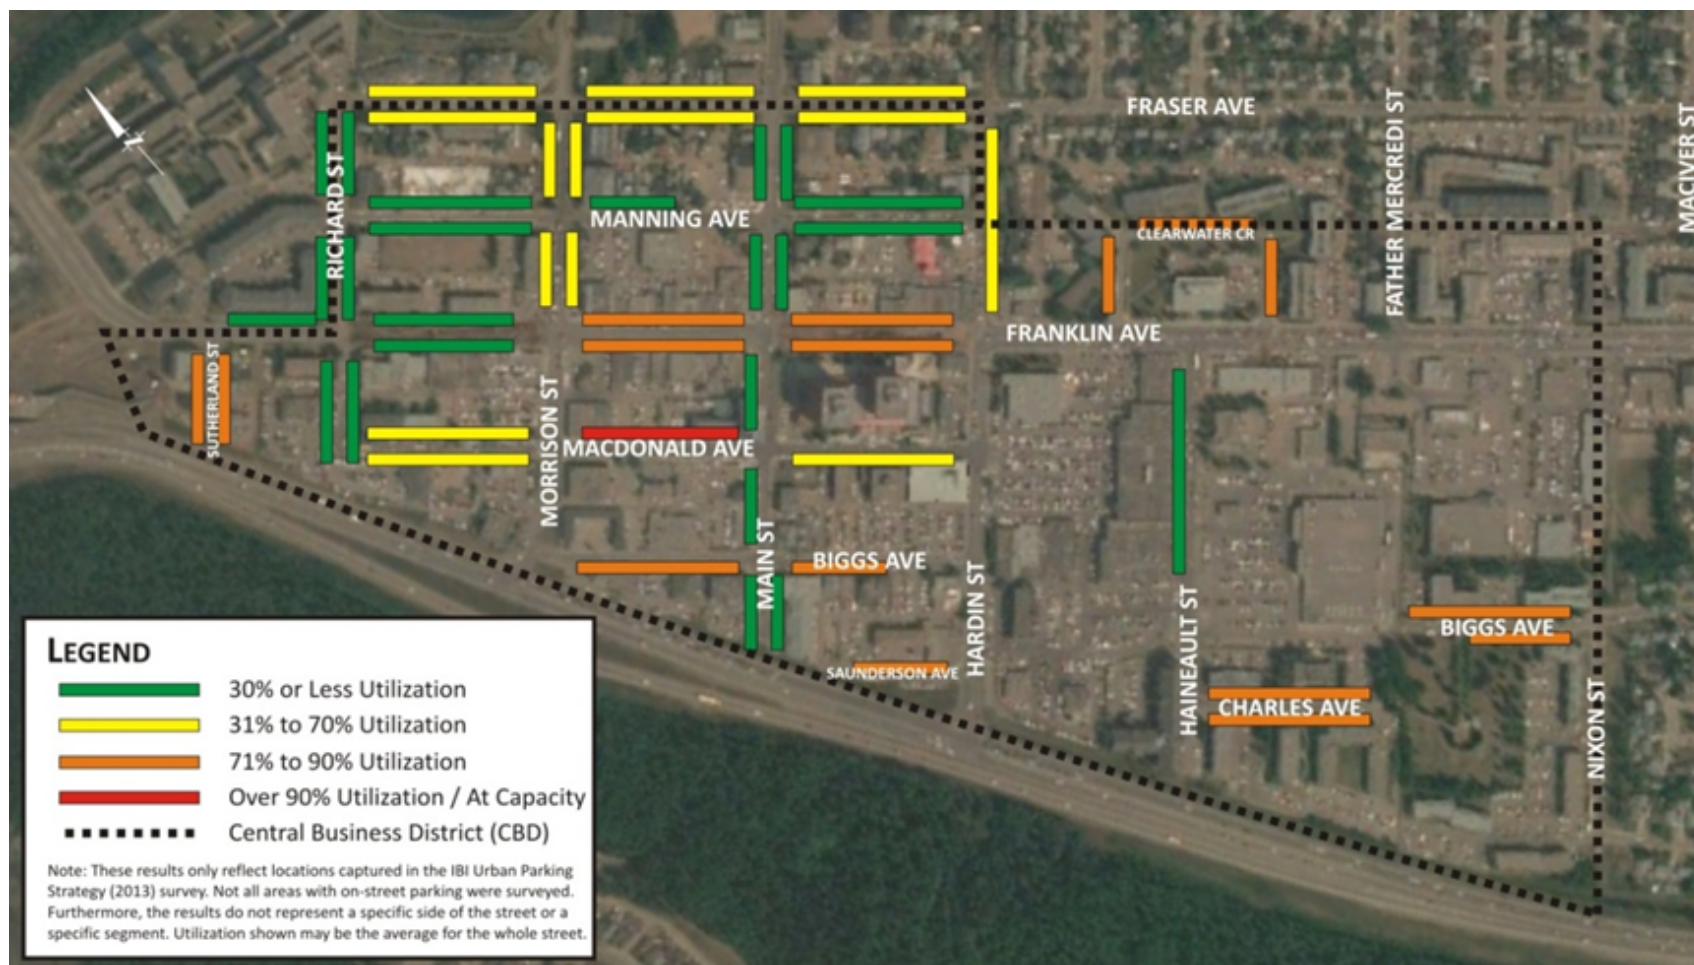 FRASER AVE
FATHER MERCREDI ST
MACIVER ST
RICHARD ST
MANNING AVE
CLEARWATER CR
FRANKLIN AVE
SUTHERLAND ST
MORRISON ST
MACDONALD AVE
MAIN ST
BIGGS AVE
HARDIN ST
SAUNDERSON AVE
HAINEAULT ST
BIGGS AVE
CHARLES AVE
NIXON ST
N
LEGEND
30% or Less Utilization
31% to 70% Utilization
71% to 90% Utilization
Over 90% Utilization / At Capacity
Central Business District (CBD)
Note: These results only reflect locations captured in the IBI Urban Parking
Strategy (2013) survey. Not all areas with on-street parking were surveyed.
Furthermore, the results do not represent a specific side of the street or a
specific segment. Utilization shown may be the average for the whole street.